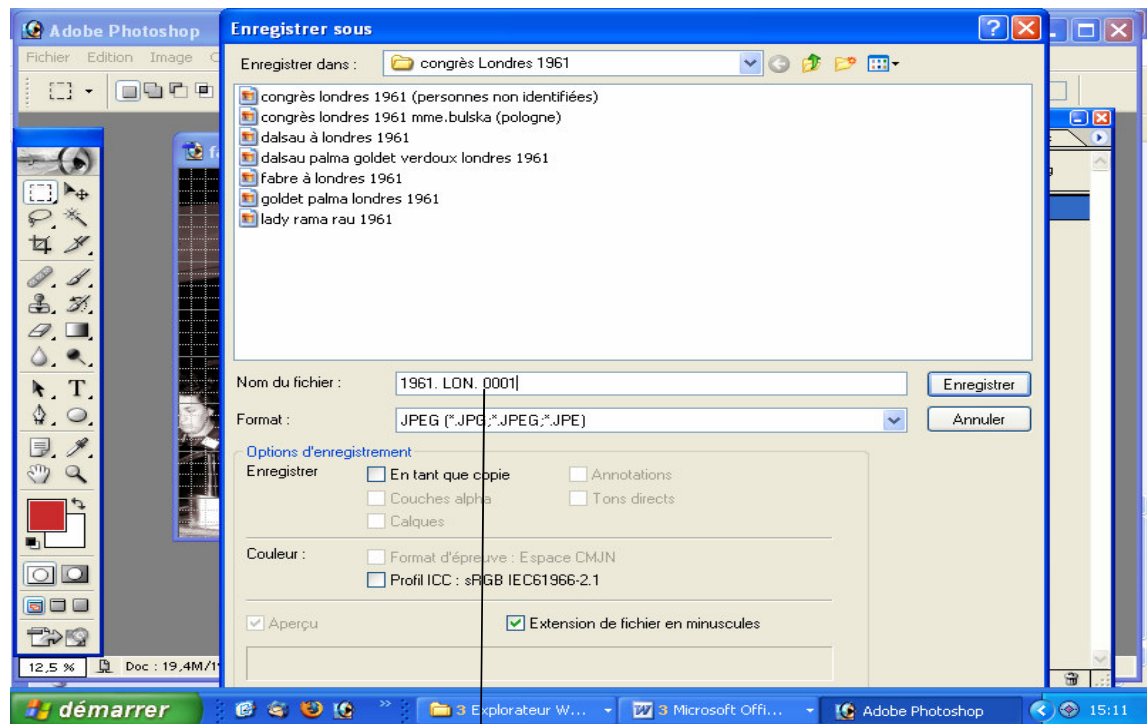 Adobe Photoshop
Enregistrer sous
Fichier Edition Image C
Enregistrer dans : congrès Londres 1961
congrès londres 1961 (personnes non identifiées)
congrès londres 1961 mme.bulska (pologne)
dalsau à londres 1961
dalsau palma goldet verdoux londres 1961
fabre à londres 1961
goldet palma londres 1961
lady rama rau 1961
Nom du fichier : 1961. LON. 0001 Enregistrer
Format : JPEG (*.JPG;*.JPEG;*.JPE) Annuler
Options d'enregistrement
Enregistrer En tant que copie Annotations
Couches alpha Tons directs
Calques
Couleur : Format d'épreuve : Espace CMJN
Profil ICC : sRGB IEC61966-2.1
Aperçu Extension de fichier en minuscules
12,5 % Doc : 19,4M/1
démarrer 3 Explorateur W... 3 Microsoft Offi... Adobe Photoshop 15:11